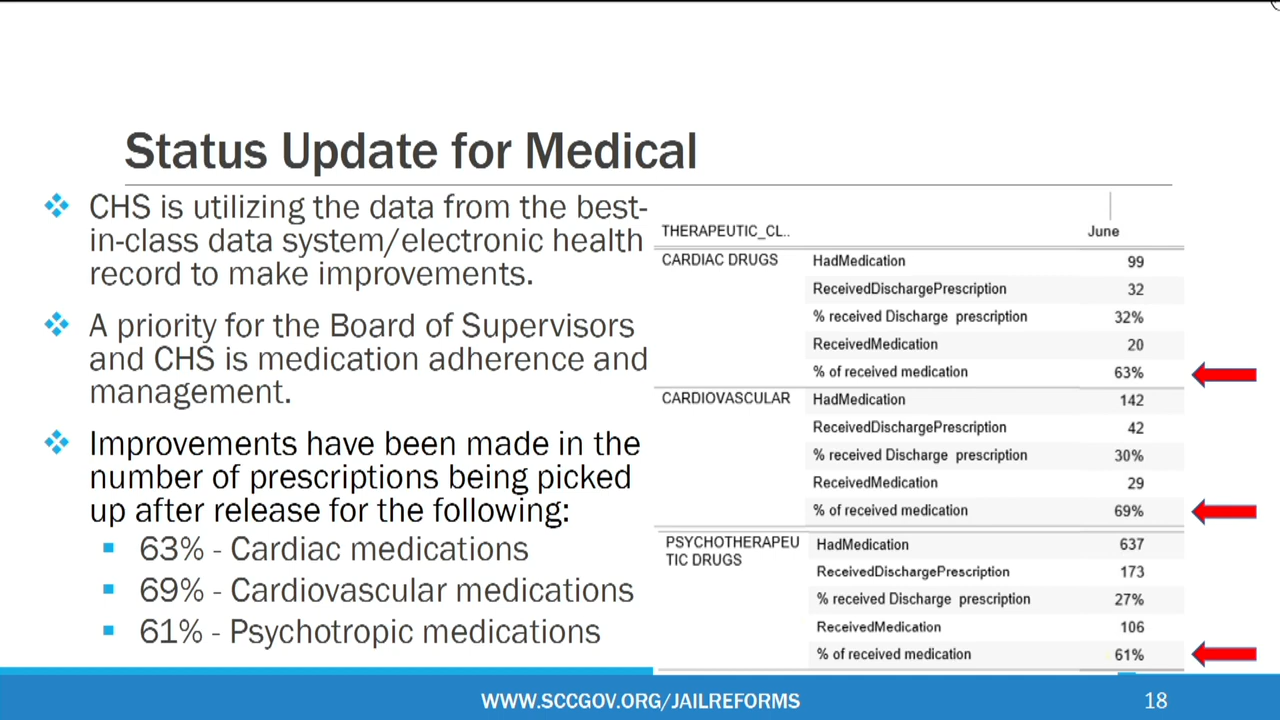 Status Update for Medical
CHS is utilizing the data from the best-
in-class data system/electronic health
record to make improvements.
A priority for the Board of Supervisors
and CHS is medication adherence and
management.
Improvements have been made in the
number of prescriptions being picked
up after release for the following:
63% - Cardiac medications
69% - Cardiovascular medications
61% - Psychotropic medications
THERAPEUTIC_CL.. June
CARDIAC DRUGS HadMedication 99
ReceivedDischargePrescription 32
% received Discharge prescription 32%
ReceivedMedication 20
% of received medication 63%
CARDIOVASCULAR HadMedication 142
ReceivedDischargePrescription 42
% received Discharge prescription 30%
ReceivedMedication 29
% of received medication 69%
PSYCHOTHERAPEU HadMedication 637
TIC DRUGS
ReceivedDischargePrescription 173
% received Discharge prescription 27%
ReceivedMedication 106
% of received medication 61%
WWW.SCCGOV.ORG/JAILREFORMS 18